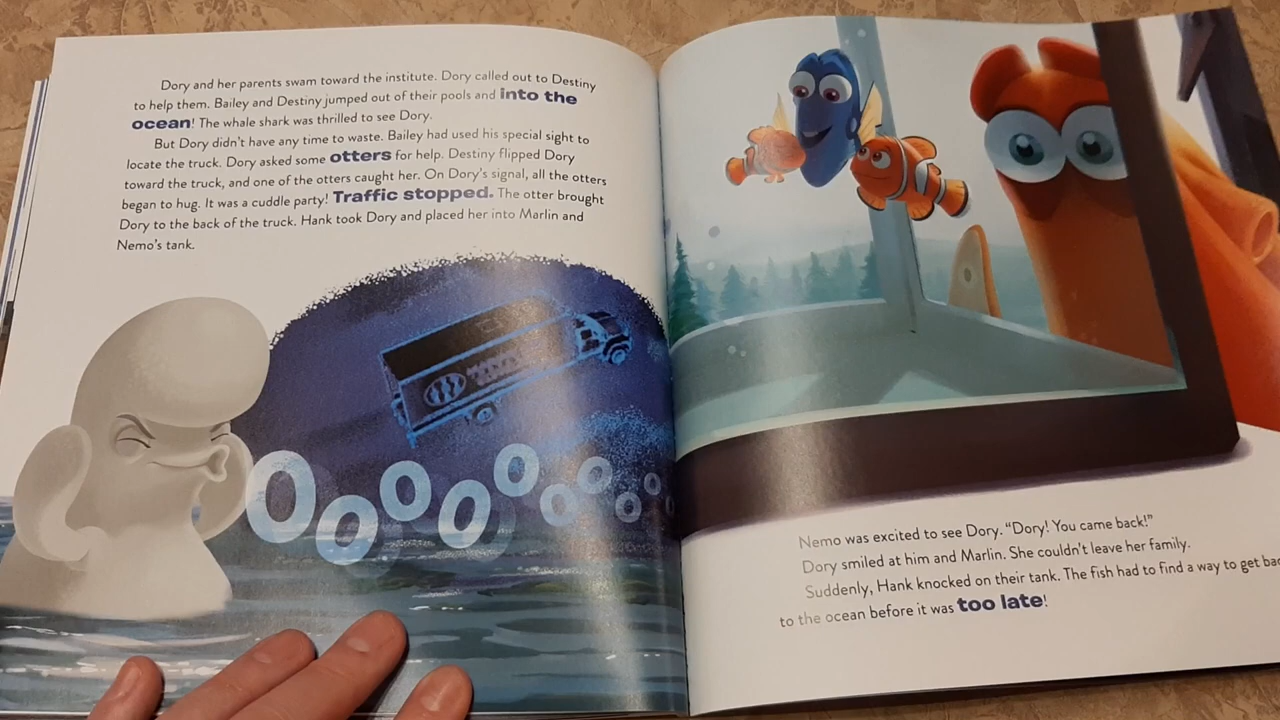 Dory and her parents swam toward the institute. Dory called out to Destiny
to help them. Bailey and Destiny jumped out of their pools and into the
ocean! The whale shark was thrilled to see Dory.
But Dory didn't have any time to waste. Bailey had used his special sight to
locate the truck. Dory asked some otters for help. Destiny flipped Dory
toward the truck, and one of the otters caught her. On Dory's signal, all the otters
began to hug. It was a cuddle party! Traffic stopped. The otter brought
Dory to the back of the truck. Hank took Dory and placed her into Marlin and
Nemo's tank.
OOOOOOOOO
Nemo was excited to see Dory. "Dory! You came back!"
Dory smiled at him and Marlin. She couldn't leave her family.
Suddenly, Hank knocked on their tank. The fish had to find a way to get
to the ocean before it was too late!